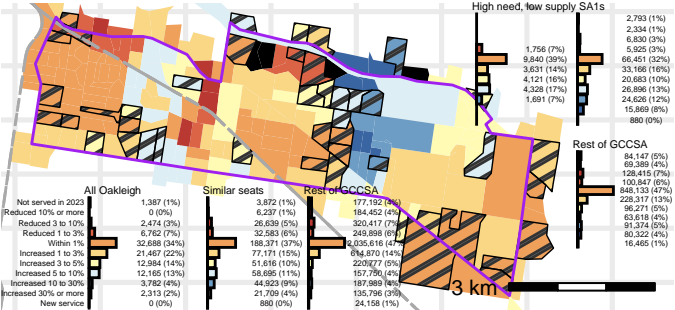 High need, low supply SA1s
2,793 (1%)
2,334 (1%)
6,830 (3%)
1,756 (7%) 5,925 (3%)
9,840 (39%) 66,451 (32%)
3,631 (14%) 33,166 (16%)
4,121 (16%) 20,683 (10%)
4,328 (17%) 26,896 (13%)
1,691 (7%) 24,626 (12%)
15,869 (8%)
880 (0%)
Rest of GCCSA
84,147 (5%)
69,389 (4%)
128,415 (7%)
100,847 (6%)
848,133 (47%)
228,317 (13%)
96,271 (5%)
63,618 (4%)
91,374 (5%)
80,322 (4%)
16,465 (1%)
All Oakleigh Similar seats Rest of GCCSA
Not served in 2023 1,387 (1%) 3,872 (1%) 177,192 (4%)
Reduced 10% or more 0 (0%) 6,237 (1%) 184,452 (4%)
Reduced 3 to 10% 2,474 (3%) 26,639 (5%) 320,417 (7%)
Reduced 1 to 3% 6,762 (7%) 32,583 (6%) 249,898 (6%)
Within 1% 32,688 (34%) 188,371 (37%) 2,035,616 (47%)
Increased 1 to 3% 21,467 (22%) 77,171 (15%) 614,870 (14%)
Increased 3 to 5% 12,984 (14%) 51,616 (10%) 220,777 (5%)
Increased 5 to 10% 12,165 (13%) 58,695 (11%) 157,750 (4%)
Increased 10 to 30% 3,782 (4%) 44,923 (9%) 187,989 (4%)
Increased 30% or more 2,313 (2%) 21,709 (4%) 135,796 (3%)
New service 0 (0%) 880 (0%) 24,158 (1%)
3 km